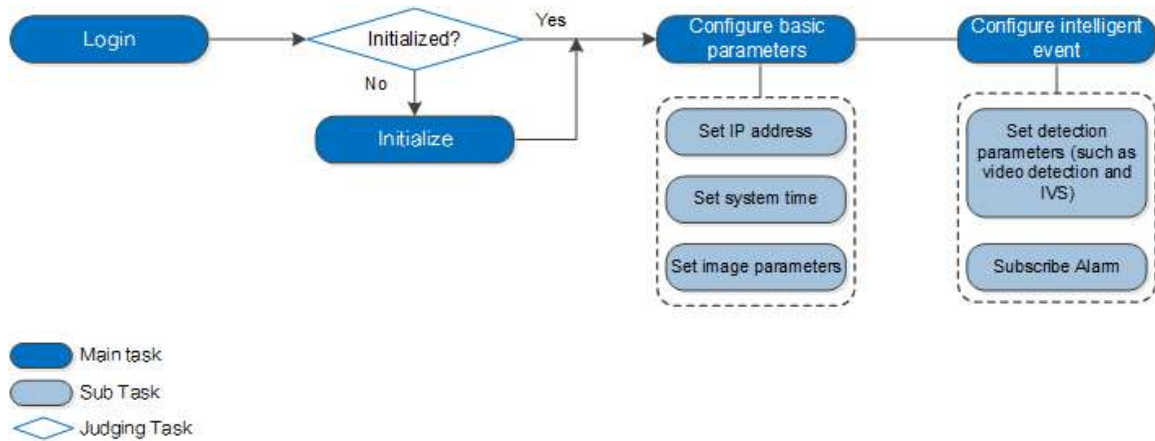 Login
Initialized?
Yes
No
Initialize
Configure basic
parameters
Set IP address
Set system time
Set image parameters
Configure intelligent
event
Set detection
parameters (such as
video detection and
IVS)
Subscribe Alarm
Main task
Sub Task
Judging Task